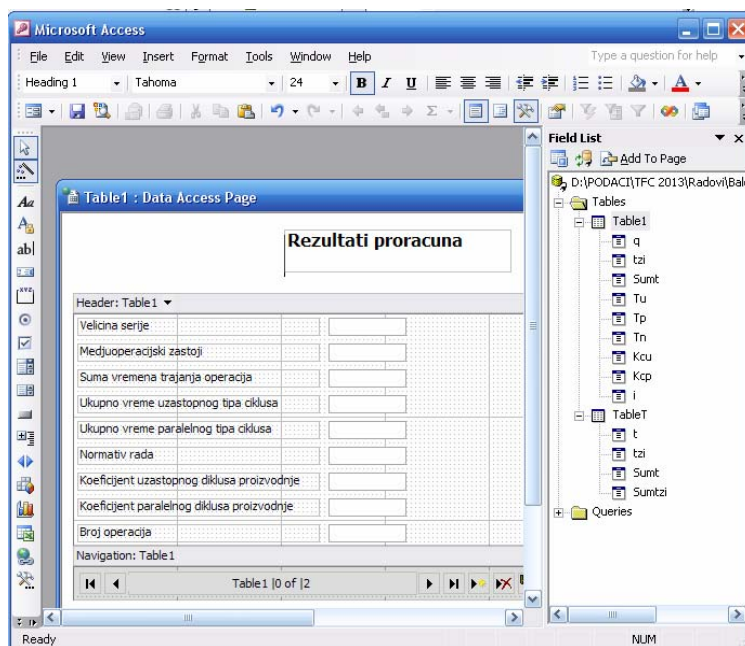 Microsoft Access
File Edit View Insert Format Tools Window Help Type a question for help
Heading 1 Tahoma 24 B I U
Field List
Add To Page
Aa
ab|
D:\PODACI\TFC 2013\Radovi\Bal
Tables
Table1
q
tzi
Sumt
Tu
Tp
Tn
Kcu
Kcp
i
TableT
t
tzi
Sumt
Sumtzi
Queries
Table1 : Data Access Page
Rezultati proracuna
Header: Table1
Velicina serije
Medjuoperacijski zastoji
Suma vremena trajanja operacija
Ukupno vreme uzastopnog tipa ciklusa
Ukupno vreme paralelnog tipa ciklusa
Normativ rada
Koeficijent uzastopnog diklusa proizvodnje
Koeficijent paralelnog diklusa proizvodnje
Broj operacija
Navigation: Table1
Table1 |0 of |2
Ready NUM